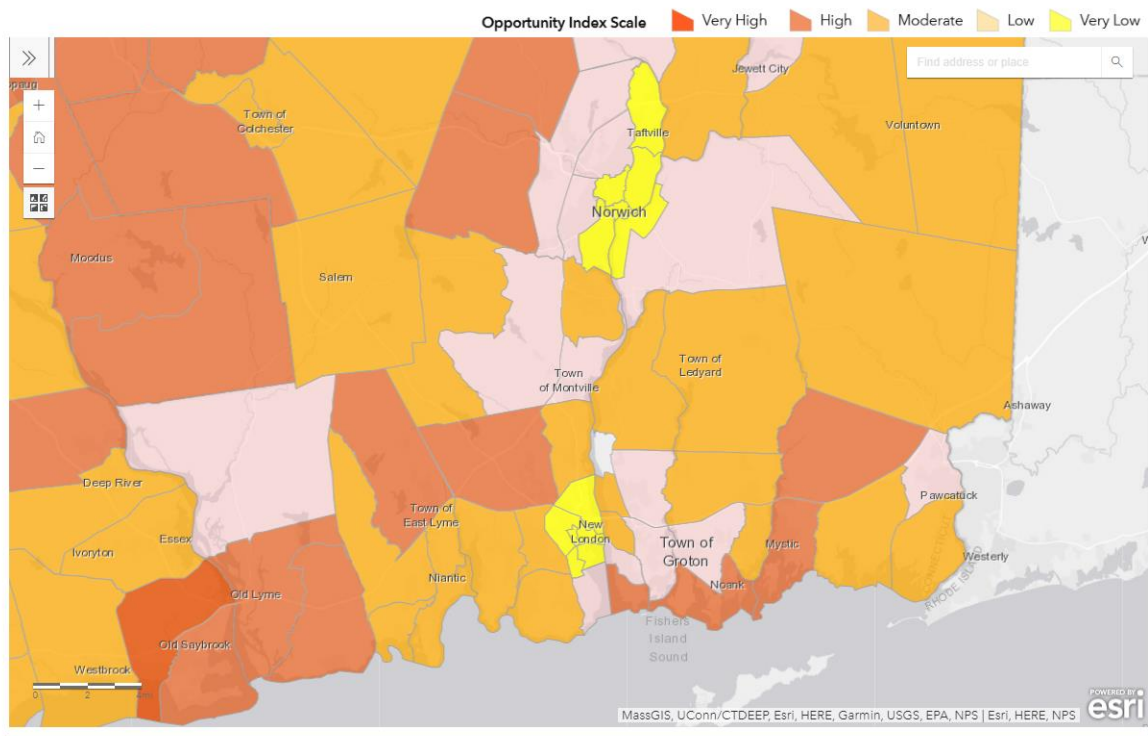 Opportunity Index Scale
Very High
High
Moderate
Low
Very Low
Find address or place
Jewett City
Town of
Colchester
Taftville
Voluntown
Norwich
Moodus
Salem
Town
of Montville
Town of
Ledyard
Ashaway
Deep River
Pawcatuck
Town of
East Lyme
New
London
Ivoryton
Essex
Town of
Groton
Mystic
Westerly
Niantic
Noank
Old Lyme
CONNECTICUT
RHODE ISLAND
Fishers
Island
Sound
Old Saybrook
Westbrook
0 2
POWERED BY
esri
MassGIS, UConn/CTDEEP, Esri, HERE, Garmin, USGS, EPA, NPS | Esri, HERE, NPS